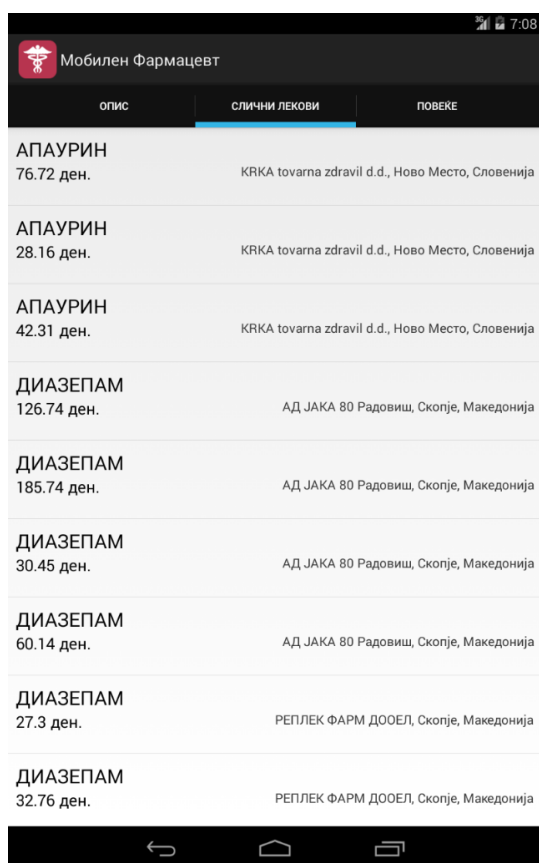 3G 7:08
Мобилен Фармацевт
ОПИС СЛИЧНИ ЛЕКОВИ ПОВЕЌЕ
АПАУРИН
76.72 ден. KRKA tovarna zdravil d.d., Ново Место, Словенија
АПАУРИН
28.16 ден. KRKA tovarna zdravil d.d., Ново Место, Словенија
АПАУРИН
42.31 ден. KRKA tovarna zdravil d.d., Ново Место, Словенија
ДИАЗЕПАМ
126.74 ден. АД ЈАКА 80 Радовиш, Скопје, Македонија
ДИАЗЕПАМ
185.74 ден. АД ЈАКА 80 Радовиш, Скопје, Македонија
ДИАЗЕПАМ
30.45 ден. АД ЈАКА 80 Радовиш, Скопје, Македонија
ДИАЗЕПАМ
60.14 ден. АД ЈАКА 80 Радовиш, Скопје, Македонија
ДИАЗЕПАМ
27.3 ден. РЕПЛЕК ФАРМ ДООЕЛ, Скопје, Македонија
ДИАЗЕПАМ
32.76 ден. РЕПЛЕК ФАРМ ДООЕЛ, Скопје, Македонија